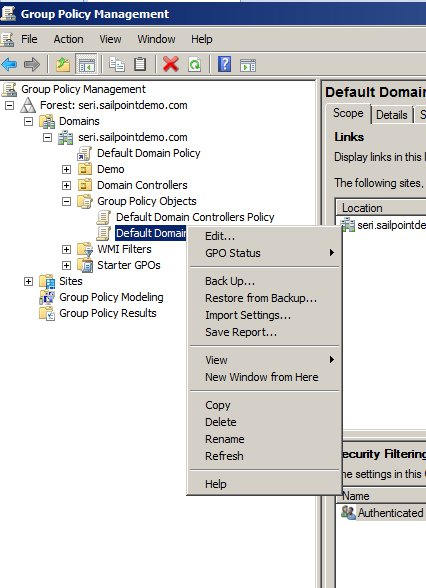 Group Policy Management
File Action View Window Help
Group Policy Management
Forest: seri.sailpointdemo.com
Domains
seri.sailpointdemo.com
Default Domain Policy
Demo
Domain Controllers
Group Policy Objects
Default Domain Controllers Policy
Default Domain
WMI Filters
Starter GPOs
Sites
Group Policy Modeling
Group Policy Results
Edit...
GPO Status
Back Up...
Restore from Backup...
Import Settings...
Save Report...
View
New Window from Here
Copy
Delete
Rename
Refresh
Help
Default Domain
Scope Details S
Links
Display links in this
The following sites,
Location
seri.sailpointde
ecurity Filtering
he settings in this
Name
Authenticated